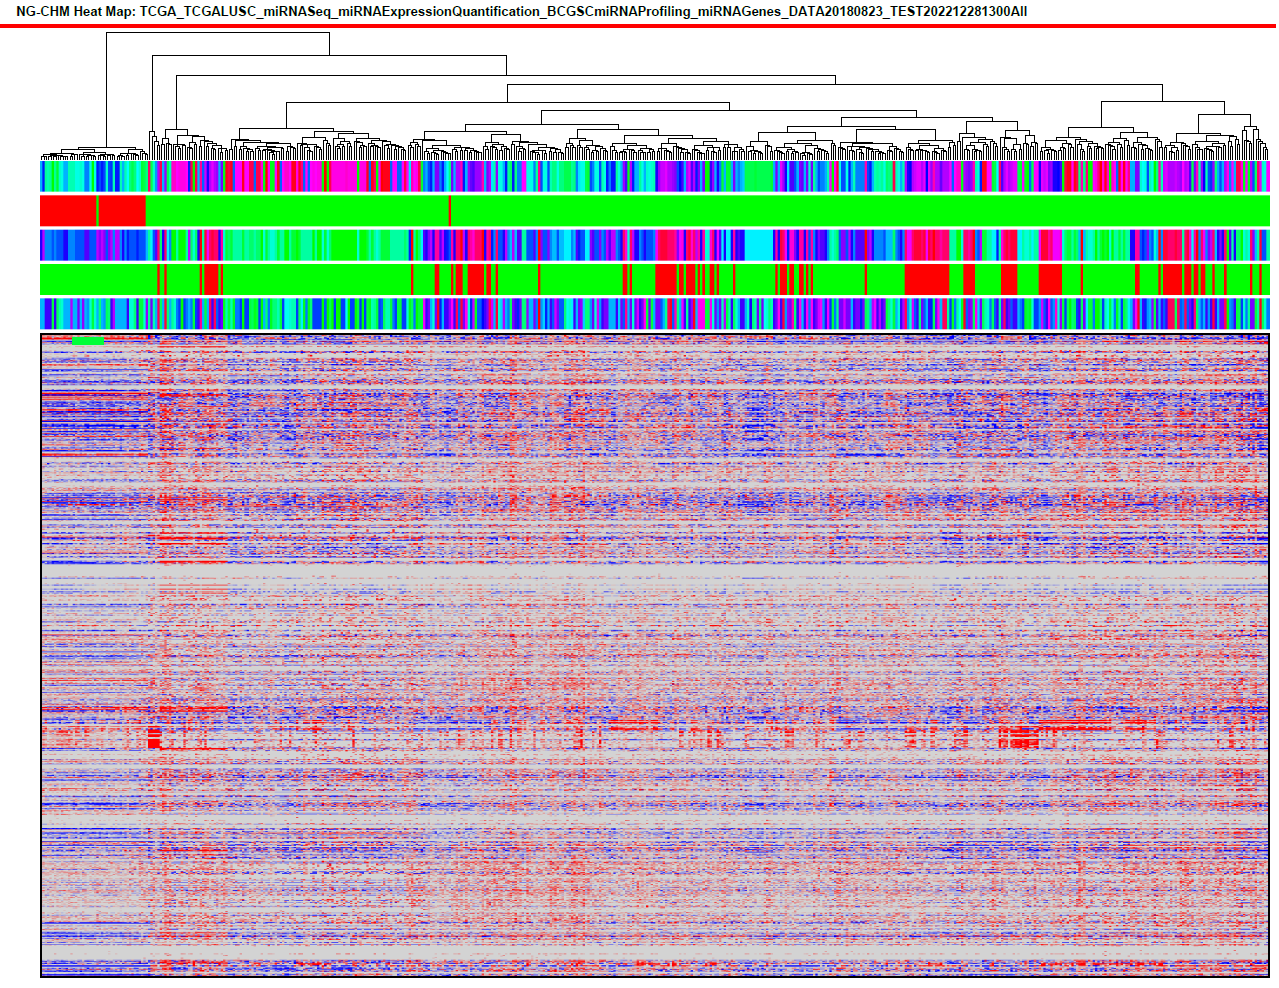 NG-CHM Heat Map: TCGA_TCGALUSC_miRNASeq_miRNAExpressionQuantification_BCGSCmiRNAProfiling_miRNAGenes_DATA20180823_TEST202212281300All